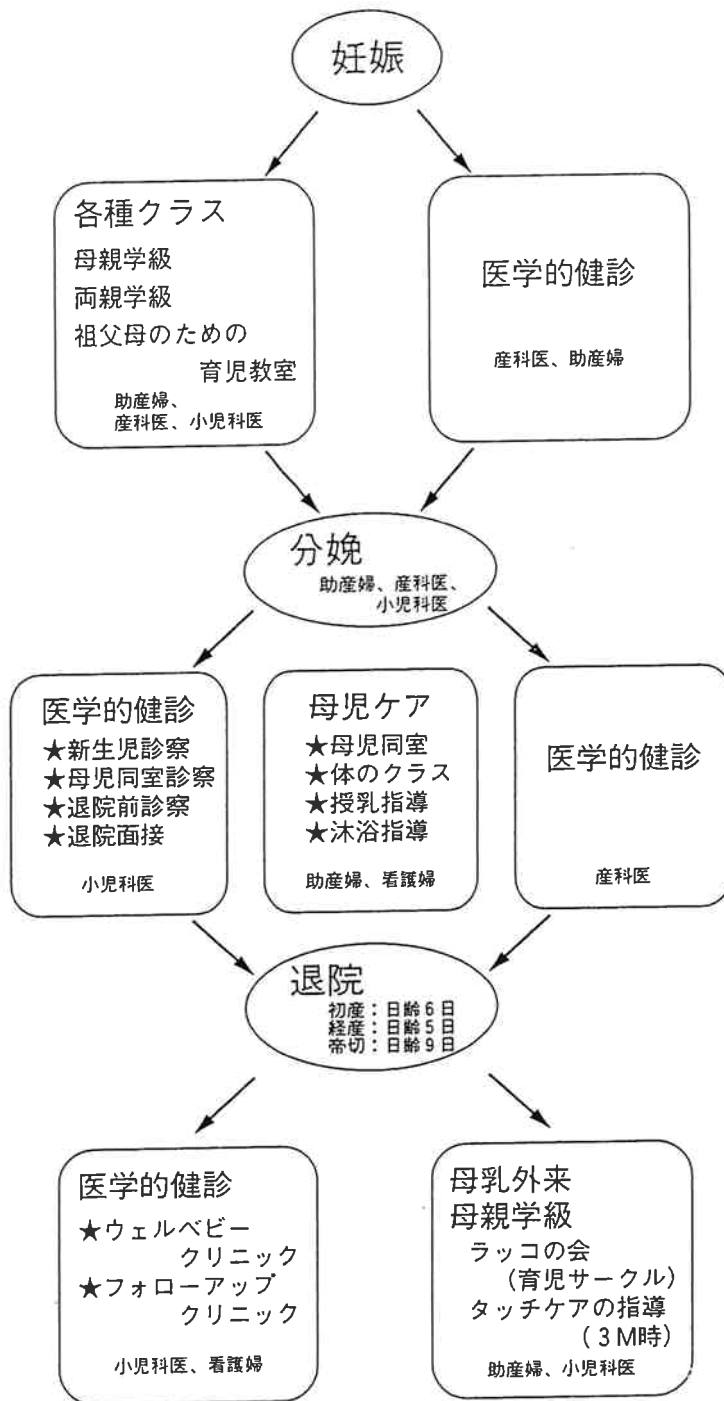 妊娠
各種クラス
母親学級
両親学級
祖父母のための
育児教室
助産婦、
産科医、小児科医
医学的健診
産科医、助産婦
分娩
助産婦、産科医、
小児科医
医学的健診
★新生児診察
★母児同室診察
★退院前診察
★退院面接
小児科医
母児ケア
★母児同室
★体のクラス
★授乳指導
★沐浴指導
助産婦、看護婦
医学的健診
産科医
退院
初産：日齢6日
経産：日齢5日
帝切：日齢9日
医学的健診
★ウェルベビー
クリニック
★フォローアップ
クリニック
小児科医、看護婦
母乳外来
母親学級
ラッコの会
(育児サークル)
タッチケアの指導
(3M時)
助産婦、小児科医